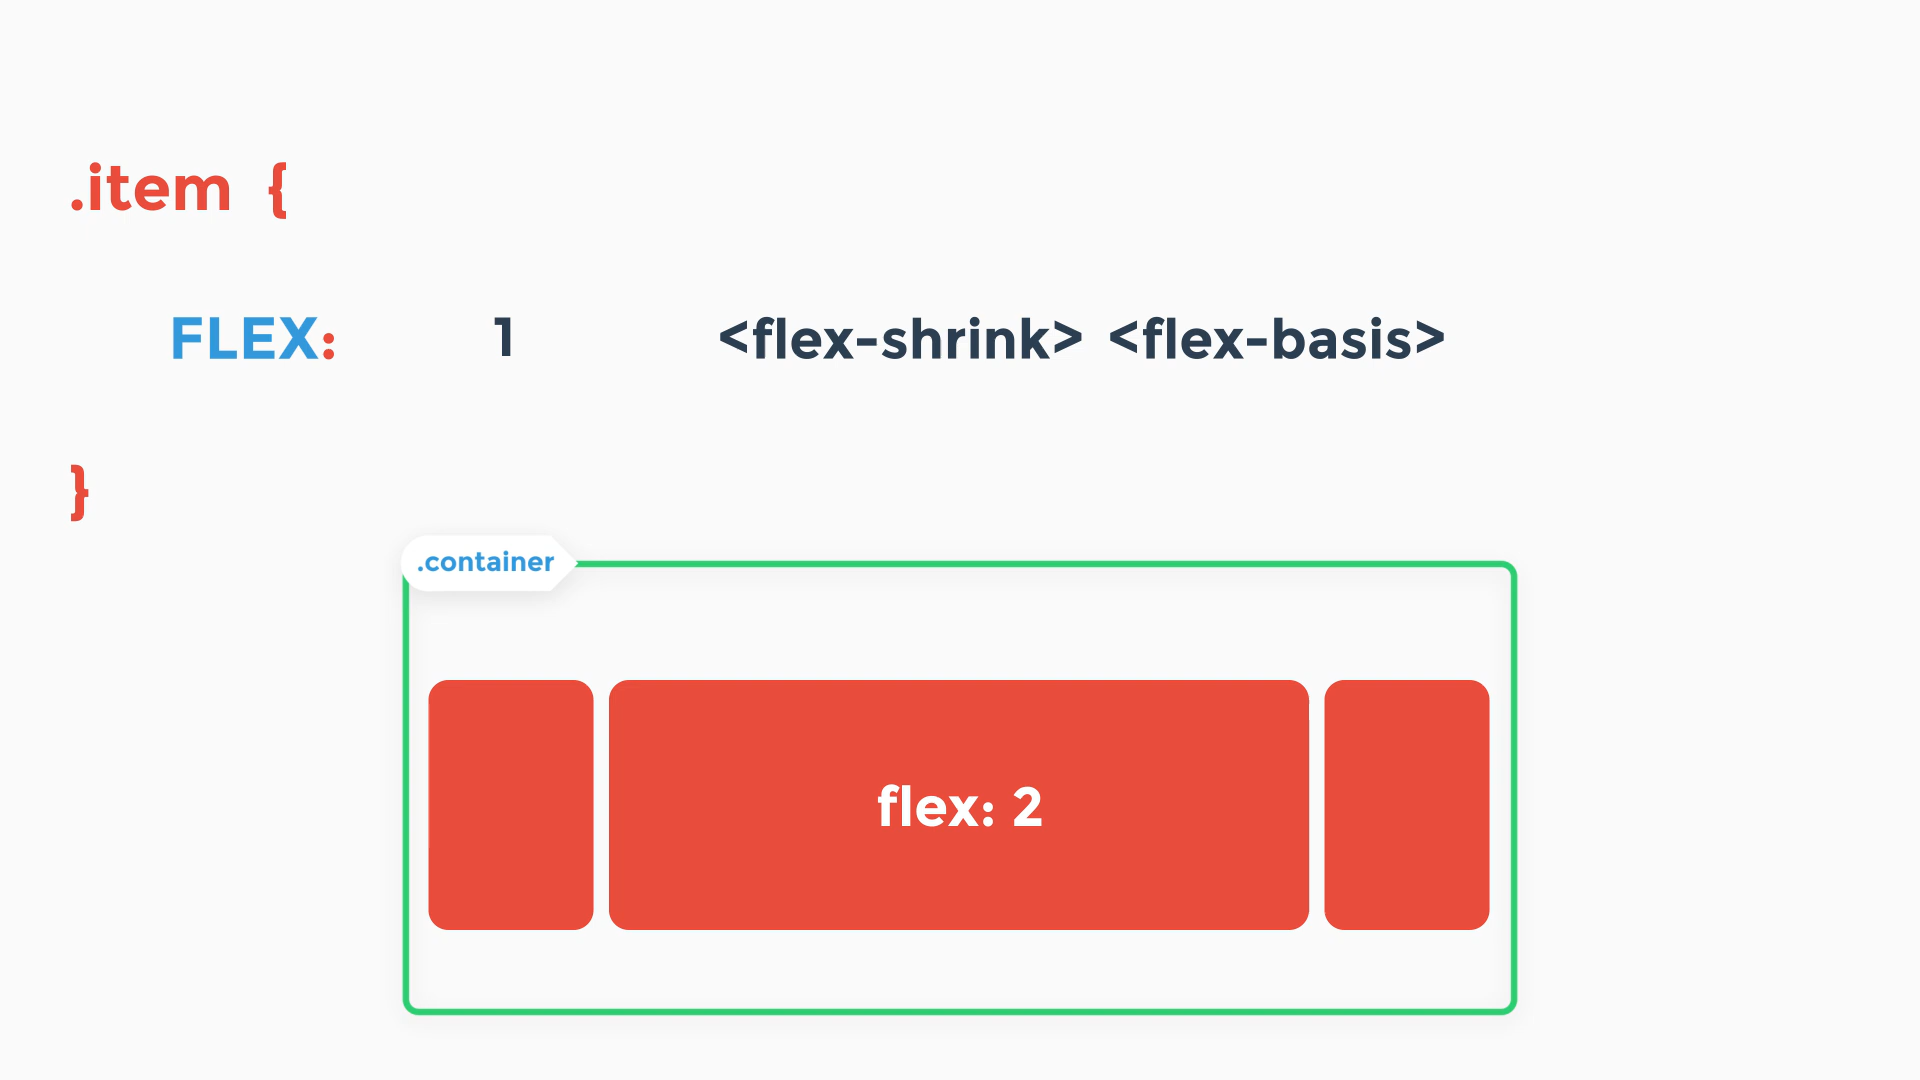 .item {
FLEX: 1 <flex-shrink> <flex-basis>
}
.container
flex: 2